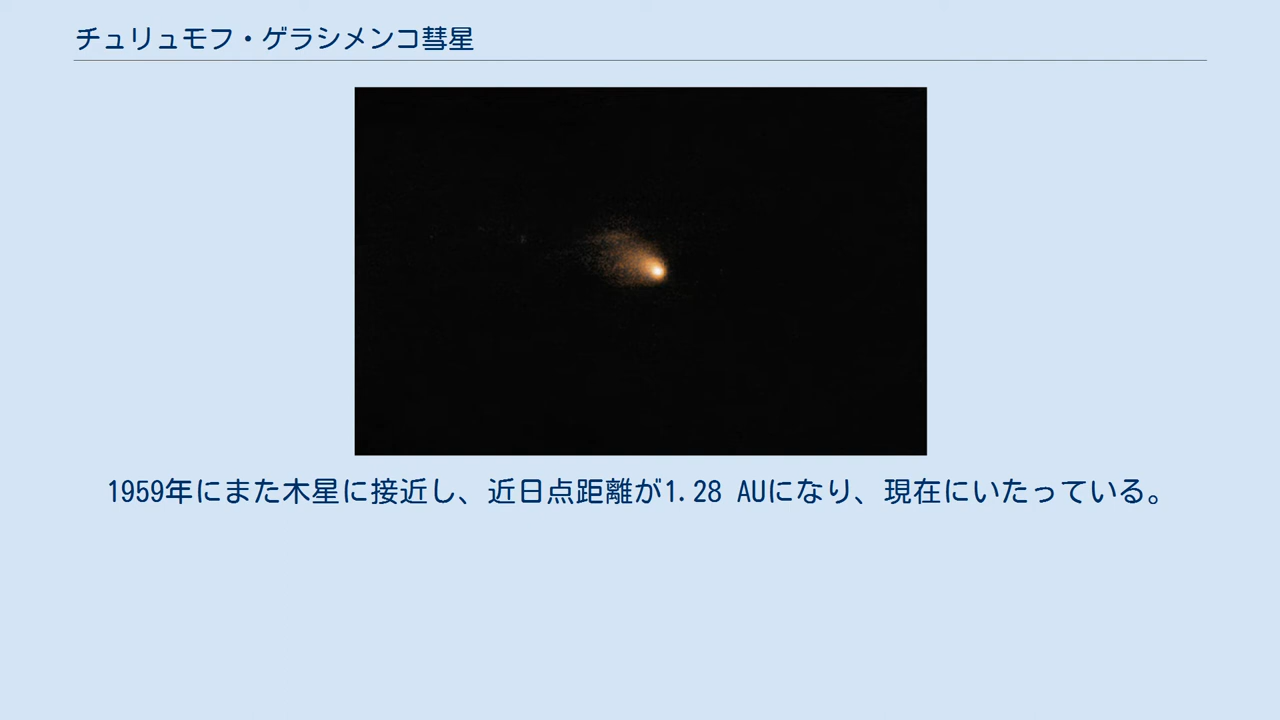 チュリュモフ・ゲラシメンコ彗星
1959年にまた木星に接近し、近日点距離が1.28 AUになり、現在にいたっている。